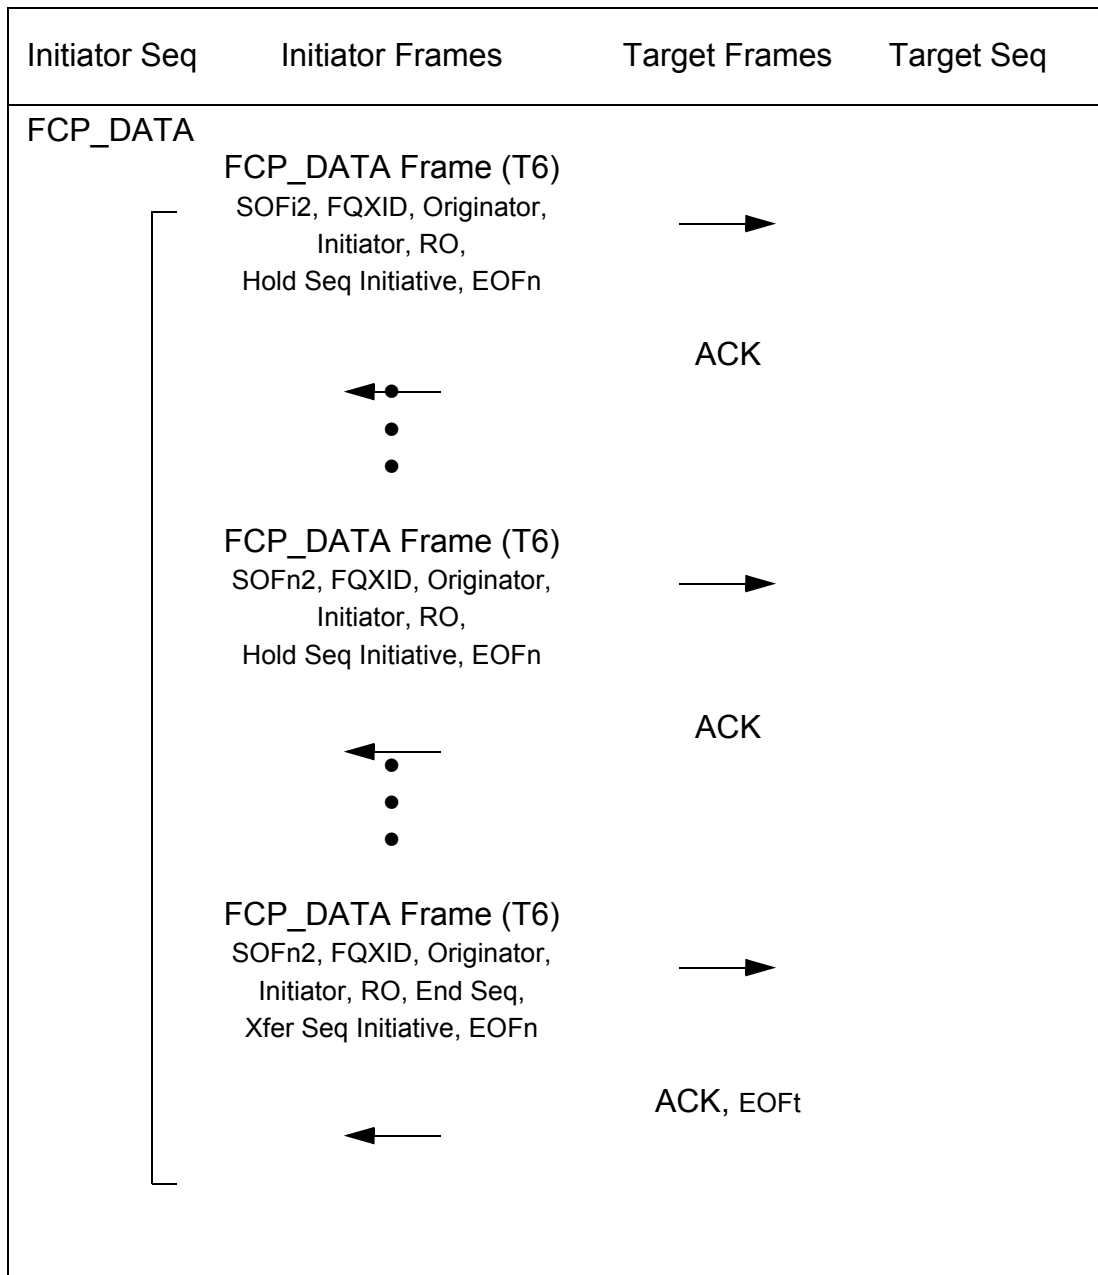 Initiator Seq Initiator Frames Target Frames Target Seq
FCP_DATA
FCP_DATA Frame (T6)
SOFi2, FQXID, Originator,
Initiator, RO,
Hold Seq Initiative, EOFn
ACK
FCP_DATA Frame (T6)
SOFn2, FQXID, Originator,
Initiator, RO,
Hold Seq Initiative, EOFn
ACK
FCP_DATA Frame (T6)
SOFn2, FQXID, Originator,
Initiator, RO, End Seq,
Xfer Seq Initiative, EOFn
ACK, EOFt